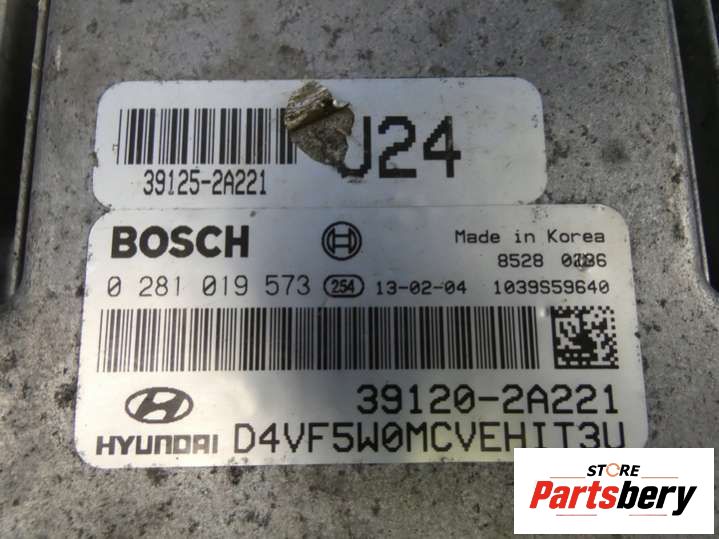 J24
39125-2A221
BOSCH
Made in Korea
8528
0 281 019 573 254 13-02-04 1039S59640
39120-2A221
HYUNDAI D4VF5W0MCVEHIT3U
STORE
Partsbery